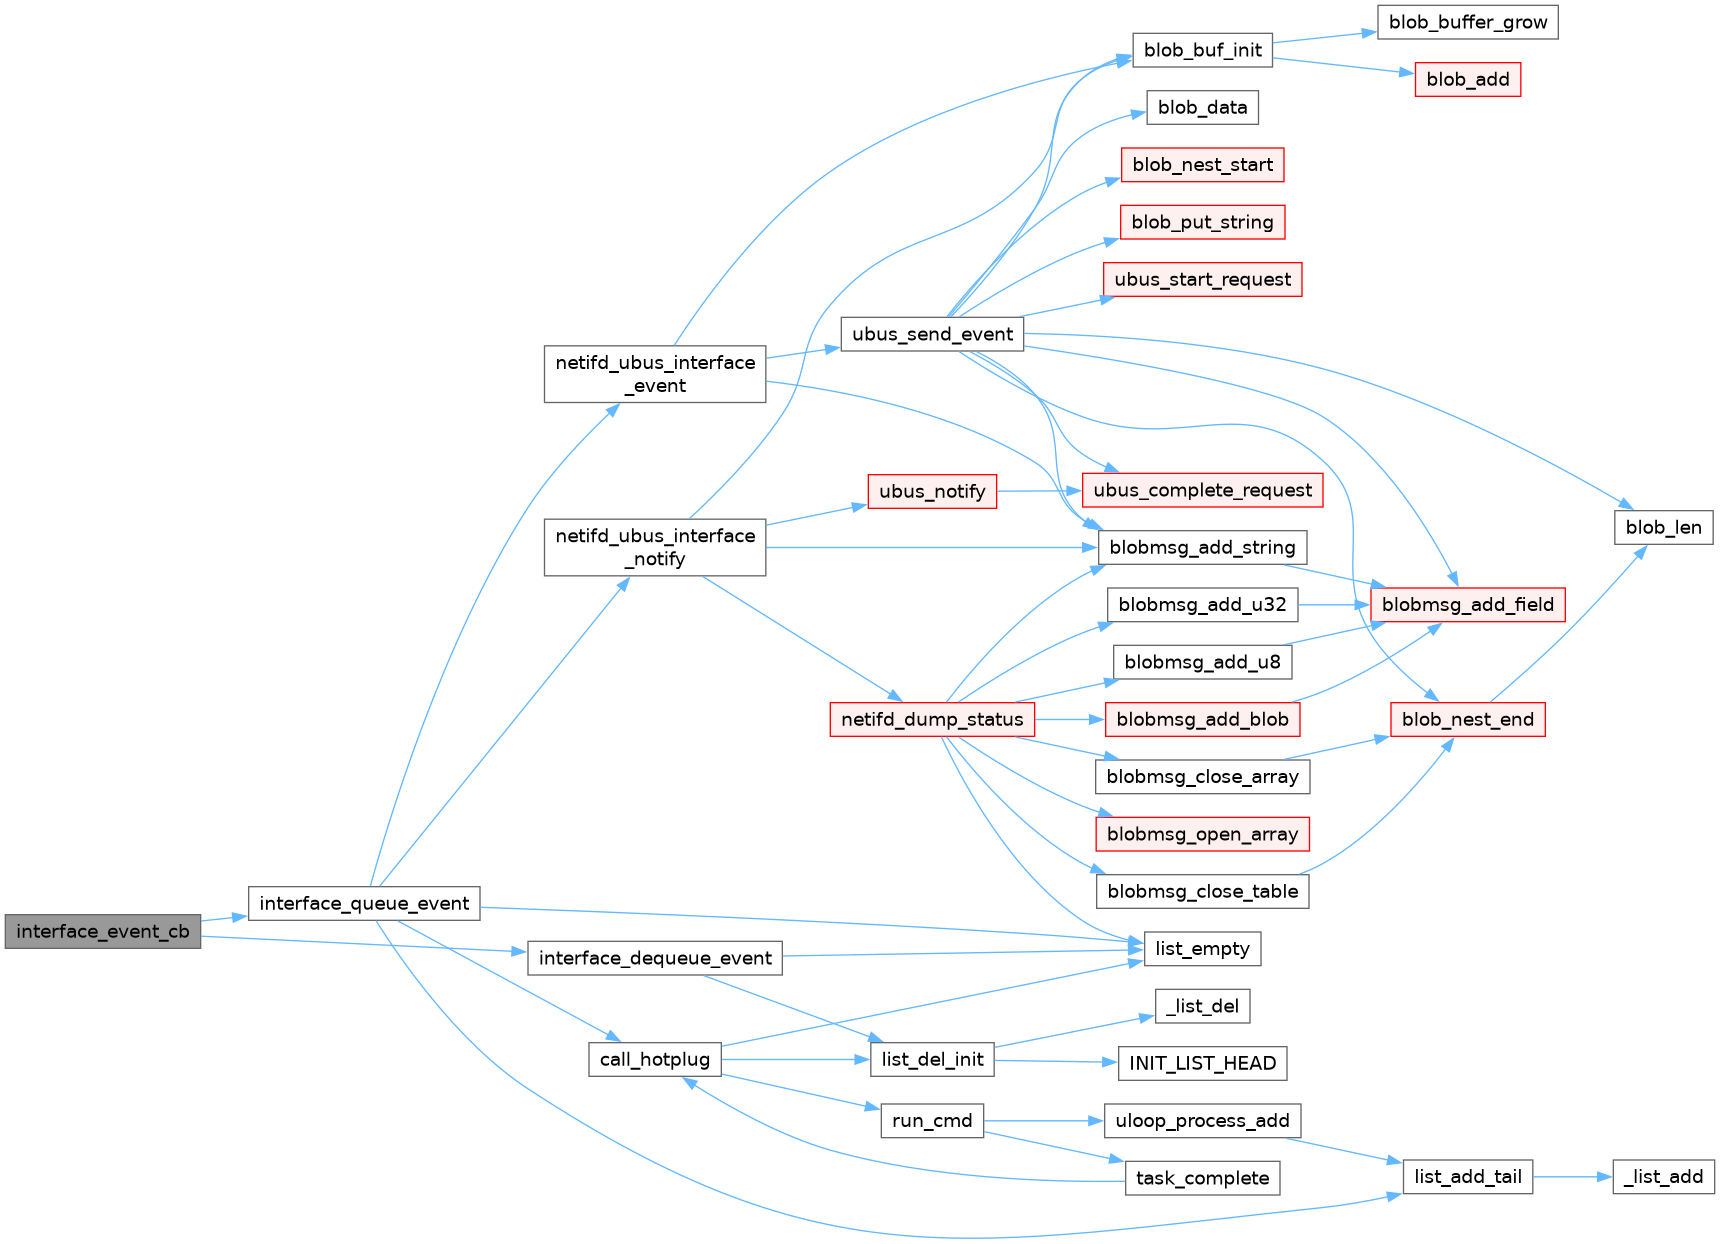 blob_buffer_grow
blob_buf_init
blob_add
blob_data
blob_nest_start
blob_put_string
ubus_start_request
ubus_send_event
netifd_ubus_interface
_event
ubus_notify
ubus_complete_request
netifd_ubus_interface
_notify
blobmsg_add_string
blob_len
blobmsg_add_u32
blobmsg_add_field
blobmsg_add_u8
netifd_dump_status
blobmsg_add_blob
blob_nest_end
blobmsg_close_array
blobmsg_open_array
blobmsg_close_table
interface_queue_event
interface_event_cb
interface_dequeue_event
list_empty
_list_del
call_hotplug
list_del_init
INIT_LIST_HEAD
run_cmd
uloop_process_add
task_complete
list_add_tail
_list_add